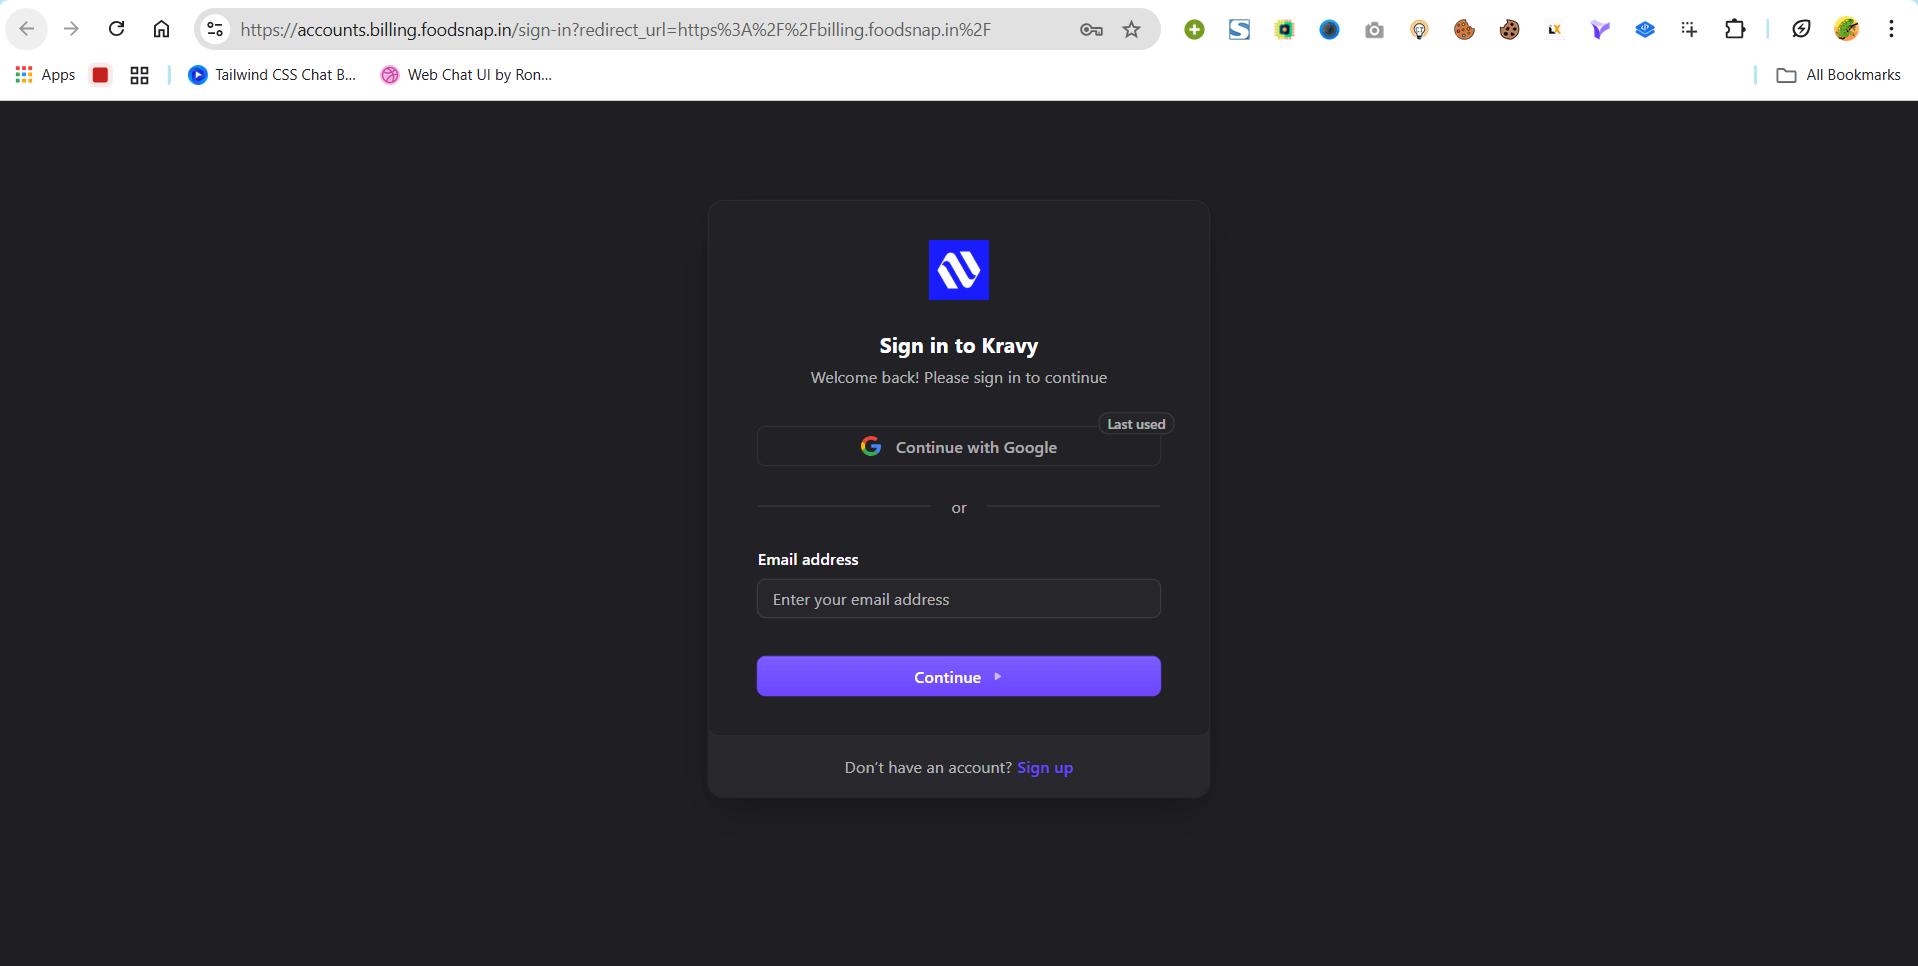 https://accounts.billing.foodsnap.in/sign-in?redirect_url=https%3A%2F%2Fbilling.foodsnap.in%2F
Apps
Tailwind CSS Chat B...
Web Chat UI by Ron...
All Bookmarks
Sign in to Kravy
Welcome back! Please sign in to continue
Last used
Continue with Google
or
Email address
Enter your email address
Continue
Don’t have an account? Sign up